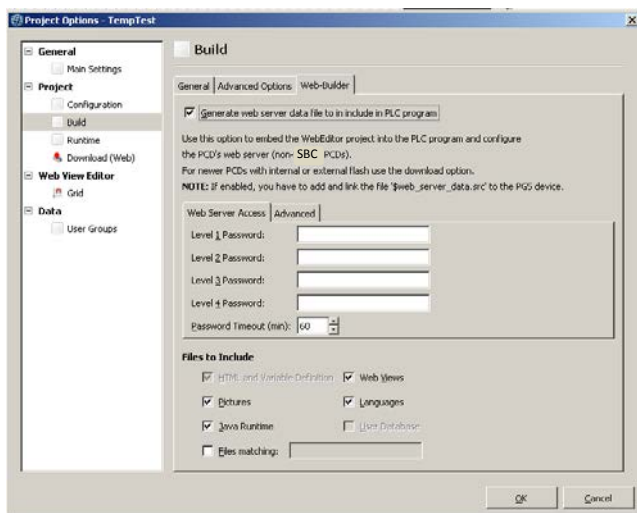 Project Options - TempTest
General
Main Settings
Project
Configuration
Build
Runtime
Download (Web)
Web View Editor
Grid
Data
User Groups
Build
General
Advanced Options
Web-Builder
Generate web server data file to in include in PLC program
Use this option to embed the WebEditor project into the PLC program and configure
the PCD's web server (non- SBC PCDs).
For newer PCDs with internal or external flash use the download option.
NOTE: If enabled, you have to add and link the file '$web_server_data.src' to the PG5 device.
Web Server Access
Advanced
Level 1 Password:
Level 2 Password:
Level 3 Password:
Level 4 Password:
Password Timeout (min): 60
Files to Include
HTML and Variable Definition
Web Views
Pictures
Languages
Java Runtime
User Database
Files matching:
OK
Cancel